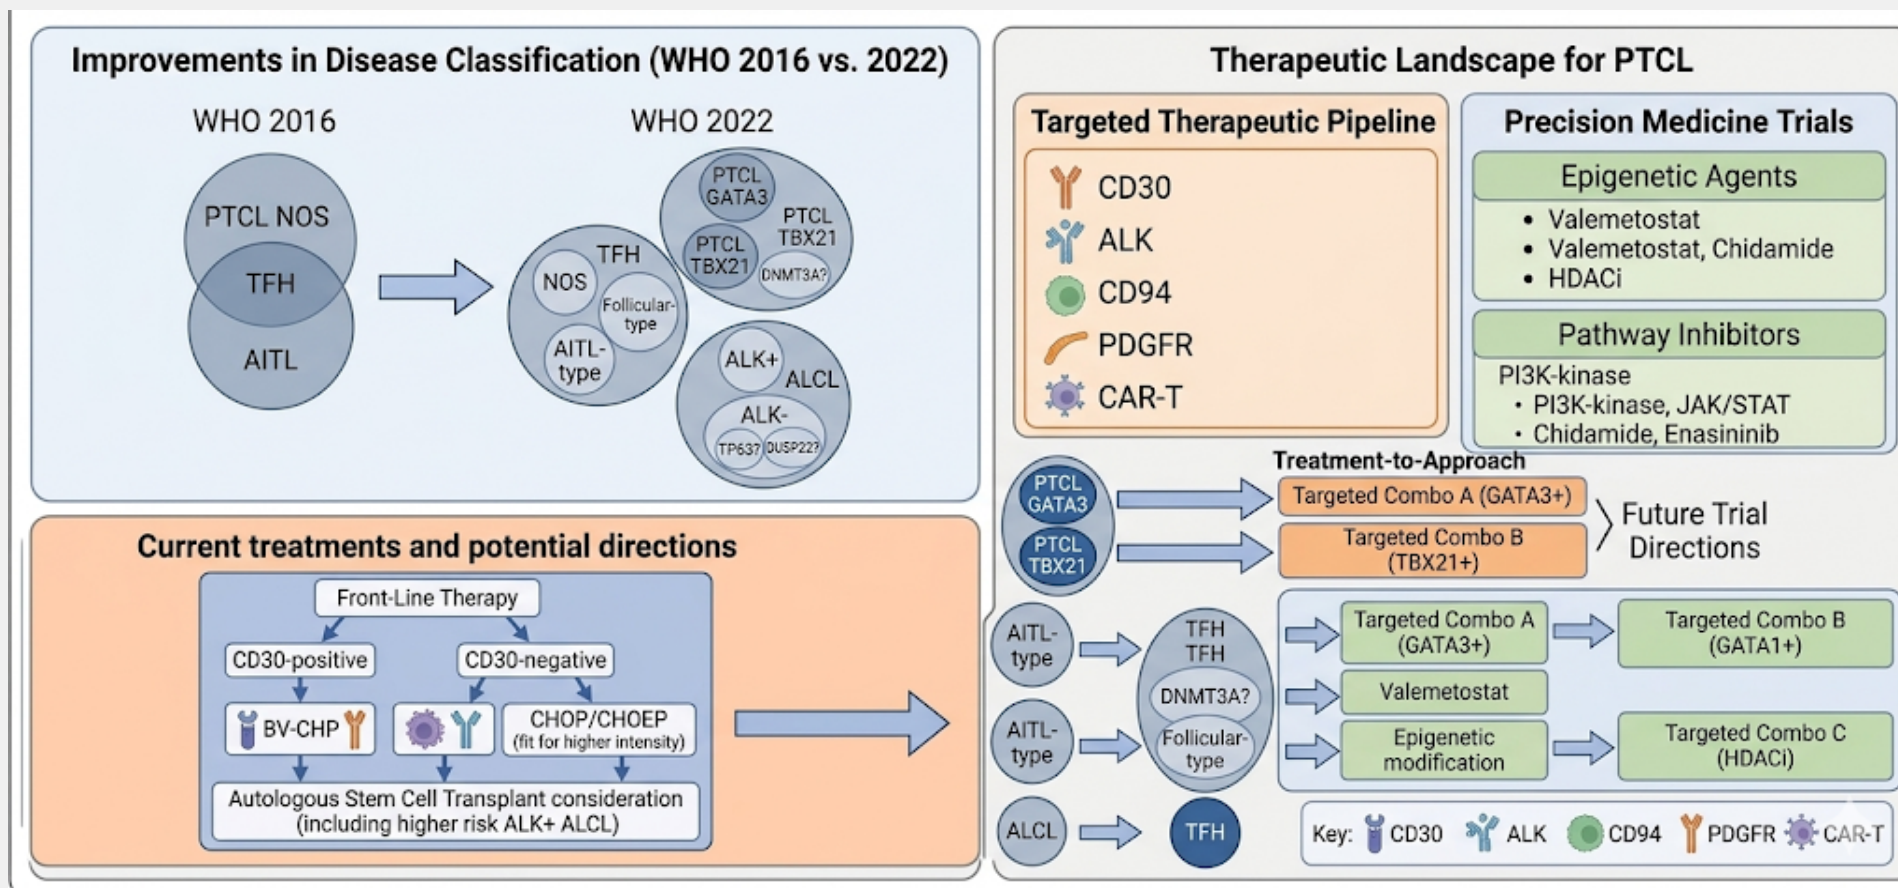 Improvements in Disease Classification (WHO 2016 vs. 2022)
WHO 2016
PTCL NOS
TFH
AITL
WHO 2022
TFH
NOS
Follicular-
type
AITL-
type
PTCL
GATA3
PTCL
TBX21
PTCL
TBX21
DNMT3A?
ALK+
ALCL
ALK-
TP63?
DUSP22?
Current treatments and potential directions
Front-Line Therapy
CD30-positive
CD30-negative
BV-CHP
CHOP/CHOEP
(fit for higher intensity)
Autologous Stem Cell Transplant consideration
(including higher risk ALK+ ALCL)
Therapeutic Landscape for PTCL
Targeted Therapeutic Pipeline
CD30
ALK
CD94
PDGFR
CAR-T
Precision Medicine Trials
Epigenetic Agents
• Valemetostat
• Valemetostat, Chidamide
• HDACi
Pathway Inhibitors
PI3K-kinase
• PI3K-kinase, JAK/STAT
• Chidamide, Enasininib
Treatment-to-Approach
PTCL
GATA3
Targeted Combo A (GATA3+)
PTCL
TBX21
Targeted Combo B
(TBX21+)
Future Trial
Directions
AITL-
type
TFH
TFH
DNMT3A?
Follicular-
type
AITL-
type
Targeted Combo A
(GATA3+)
Targeted Combo B
(GATA1+)
Valemetostat
Epigenetic
modification
Targeted Combo C
(HDACi)
ALCL
TFH
Key: CD30 ALK CD94 PDGFR CAR-T